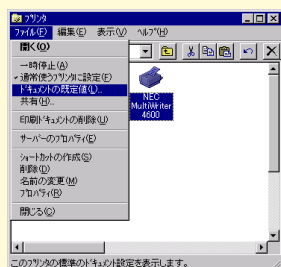 プリンタ
ファイル(F) 編集(E) 表示(V) ヘルプ(H)
開く(O)
一時停止(A)
通常使うプリンタに設定(F)
ドキュメントの既定値(L)...
共有(H)...
印刷ドキュメントの削除(U)
サーバーのプロパティ(E)
ショートカットの作成(S)
削除(D)
名前の変更(M)
プロパティ(R)
閉じる(C)
NEC
MultiWriter
4600
このプリンタの標準のドキュメント設定を表示します。